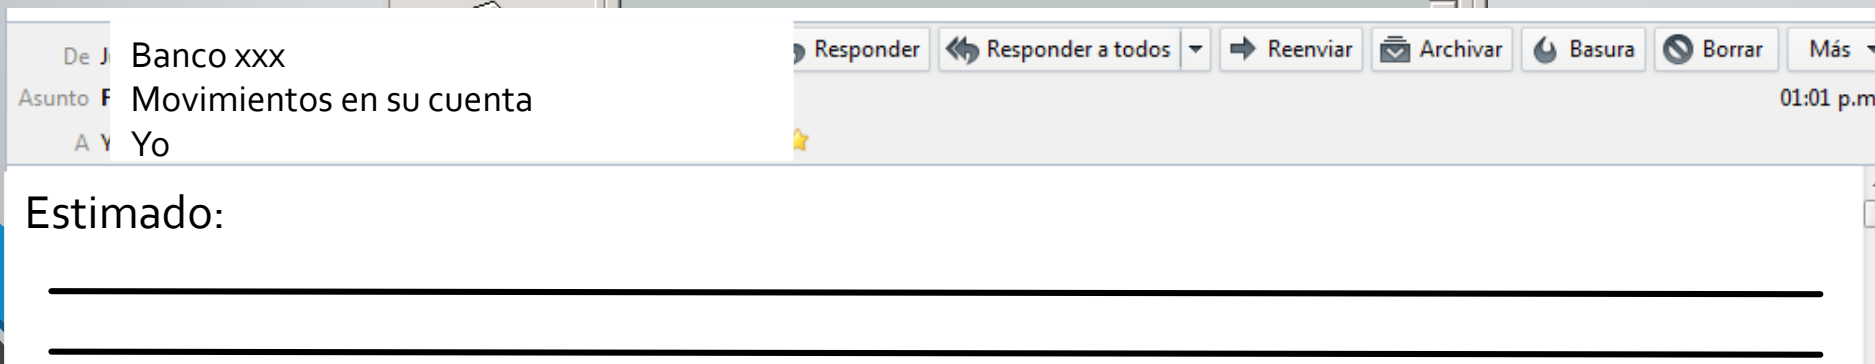 De Banco xxx
Responder Responder a todos Reenviar Archivar Basura Borrar Más
Asunto Movimientos en su cuenta
01:01 p.m
A Yo
Estimado: